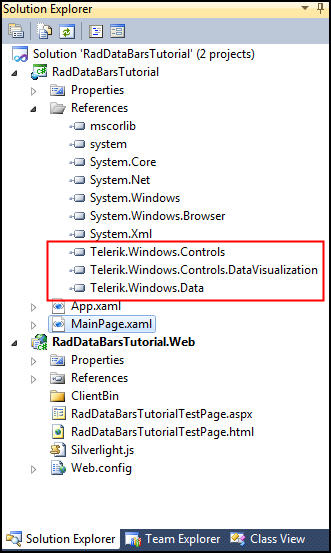 Solution Explorer
Solution 'RadDataBarsTutorial' (2 projects)
RadDataBarsTutorial
Properties
References
mscorlib
system
System.Core
System.Net
System.Windows
System.Windows.Browser
System.Xml
Telerik.Windows.Controls
Telerik.Windows.Controls.DataVisualization
Telerik.Windows.Data
App.xaml
MainPage.xaml
RadDataBarsTutorial.Web
Properties
References
ClientBin
RadDataBarsTutorialTestPage.aspx
RadDataBarsTutorialTestPage.html
Silverlight.js
Web.config
Solution Explorer Team Explorer Class View